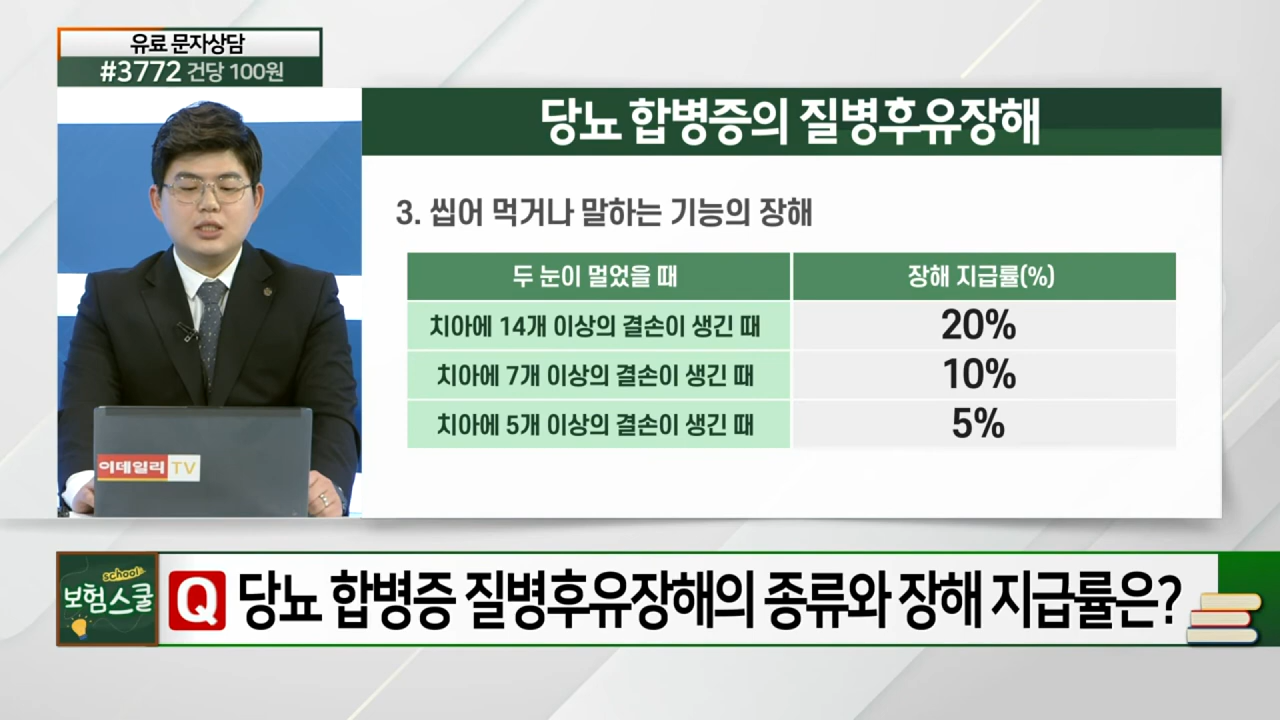 유료 문자상담
#3772 건당 100원
당뇨 합병증의 질병후유장해
3. 씹어 먹거나 말하는 기능의 장해
두 눈이 멀었을 때 장해 지급률(%)
치아에 14개 이상의 결손이 생긴 때 20%
치아에 7개 이상의 결손이 생긴 때 10%
치아에 5개 이상의 결손이 생긴 때 5%
이데일리 TV
school
보험스쿨
Q 당뇨 합병증 질병후유장해의 종류와 장해 지급률은?